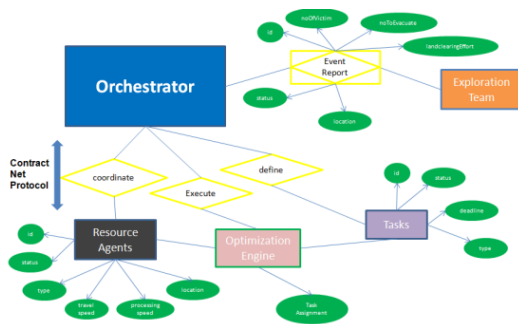 noOfVictim
noToEvacuate
id
landclearingEffort
Event
Report
Orchestrator
Exploration
Team
status
location
Contract
Net
Protocol
coordinate
define
Execute
id
status
deadline
type
Tasks
id
Resource
Agents
Optimization
Engine
status
type
location
travel
speed
processing
speed
Task
Assignment